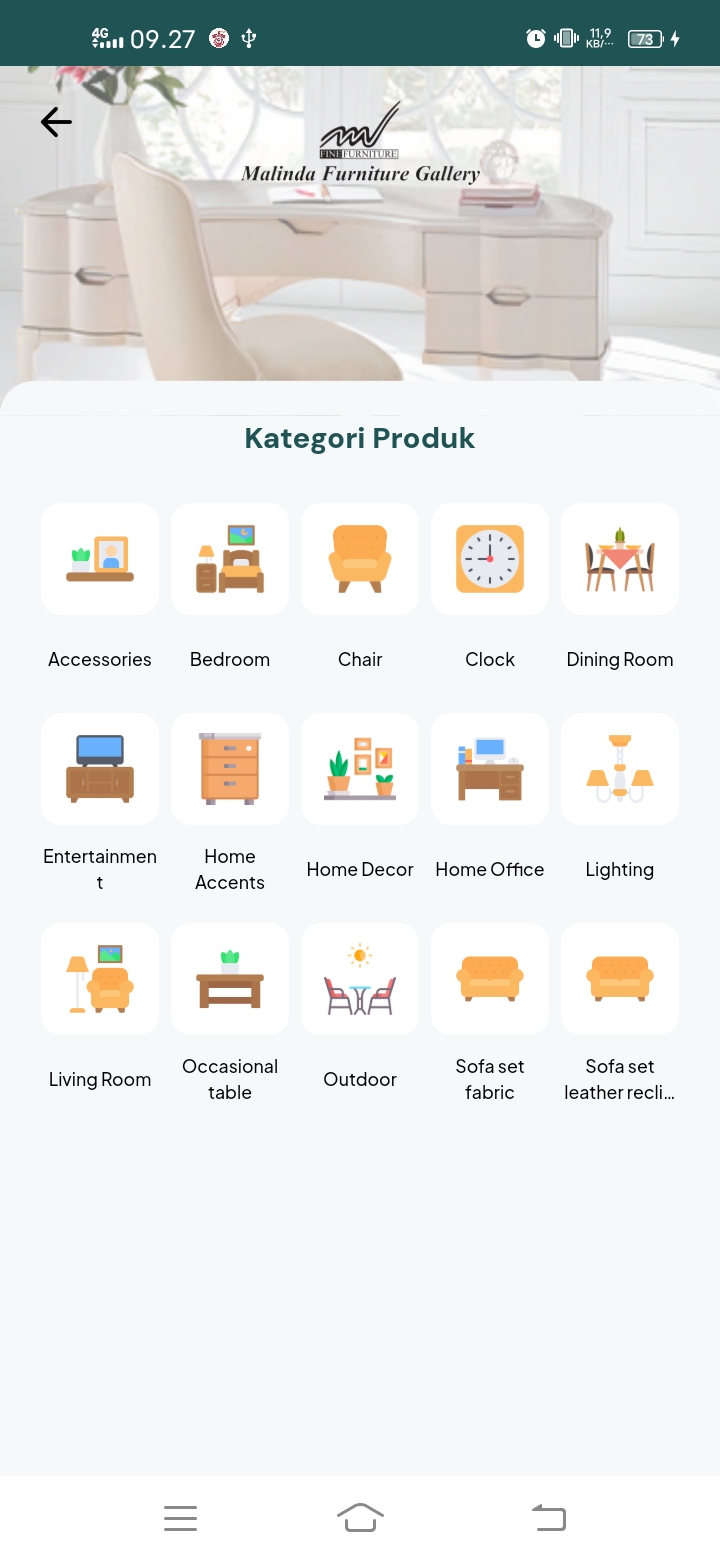 4G 09.27 11,9 KB/... 73
FINE FURNITURE
Malinda Furniture Gallery
Kategori Produk
Accessories Bedroom Chair Clock Dining Room
Entertainmen
t
Home
Accents
Home Decor Home Office Lighting
Living Room
Occasional
table
Outdoor
Sofa set
fabric
Sofa set
leather recli...